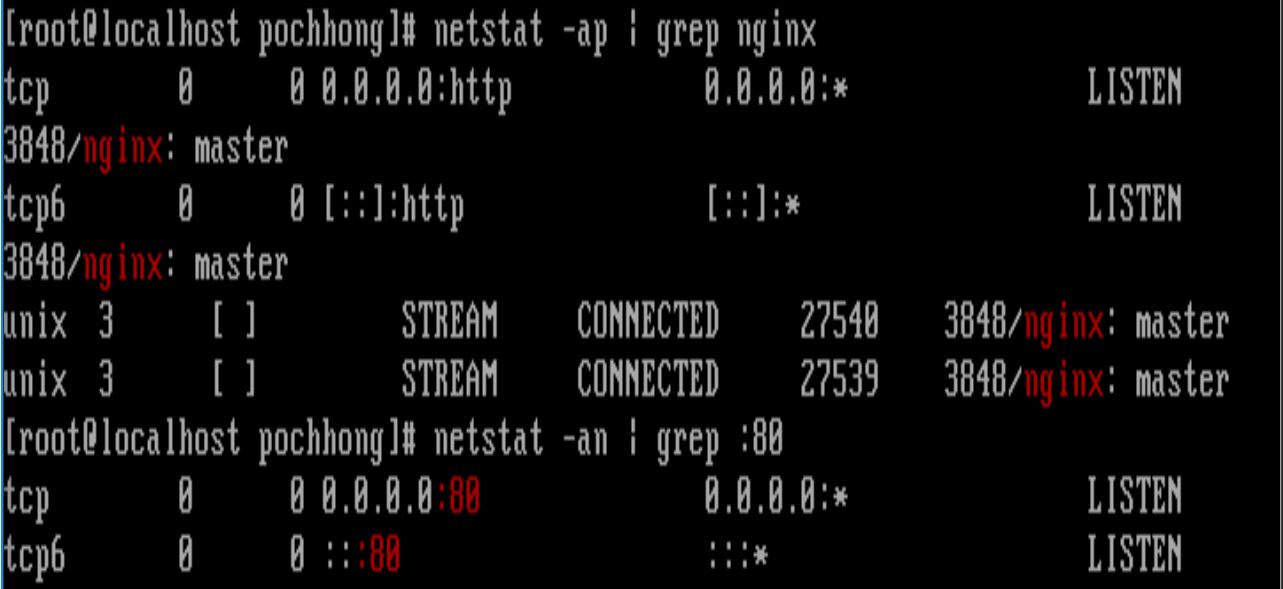 [root@localhost pochhong]# netstat -ap | grep nginx
tcp        0      0 0.0.0.0:http            0.0.0.0:*               LISTEN
3848/nginx: master
tcp6       0      0 [::]:http               [::]:*                  LISTEN
3848/nginx: master
unix  3      [ ]         STREAM     CONNECTED     27540    3848/nginx: master
unix  3      [ ]         STREAM     CONNECTED     27539    3848/nginx: master
[root@localhost pochhong]# netstat -an | grep :80
tcp        0      0 0.0.0.0:80              0.0.0.0:*               LISTEN
tcp6       0      0 :::80                   :::*                    LISTEN